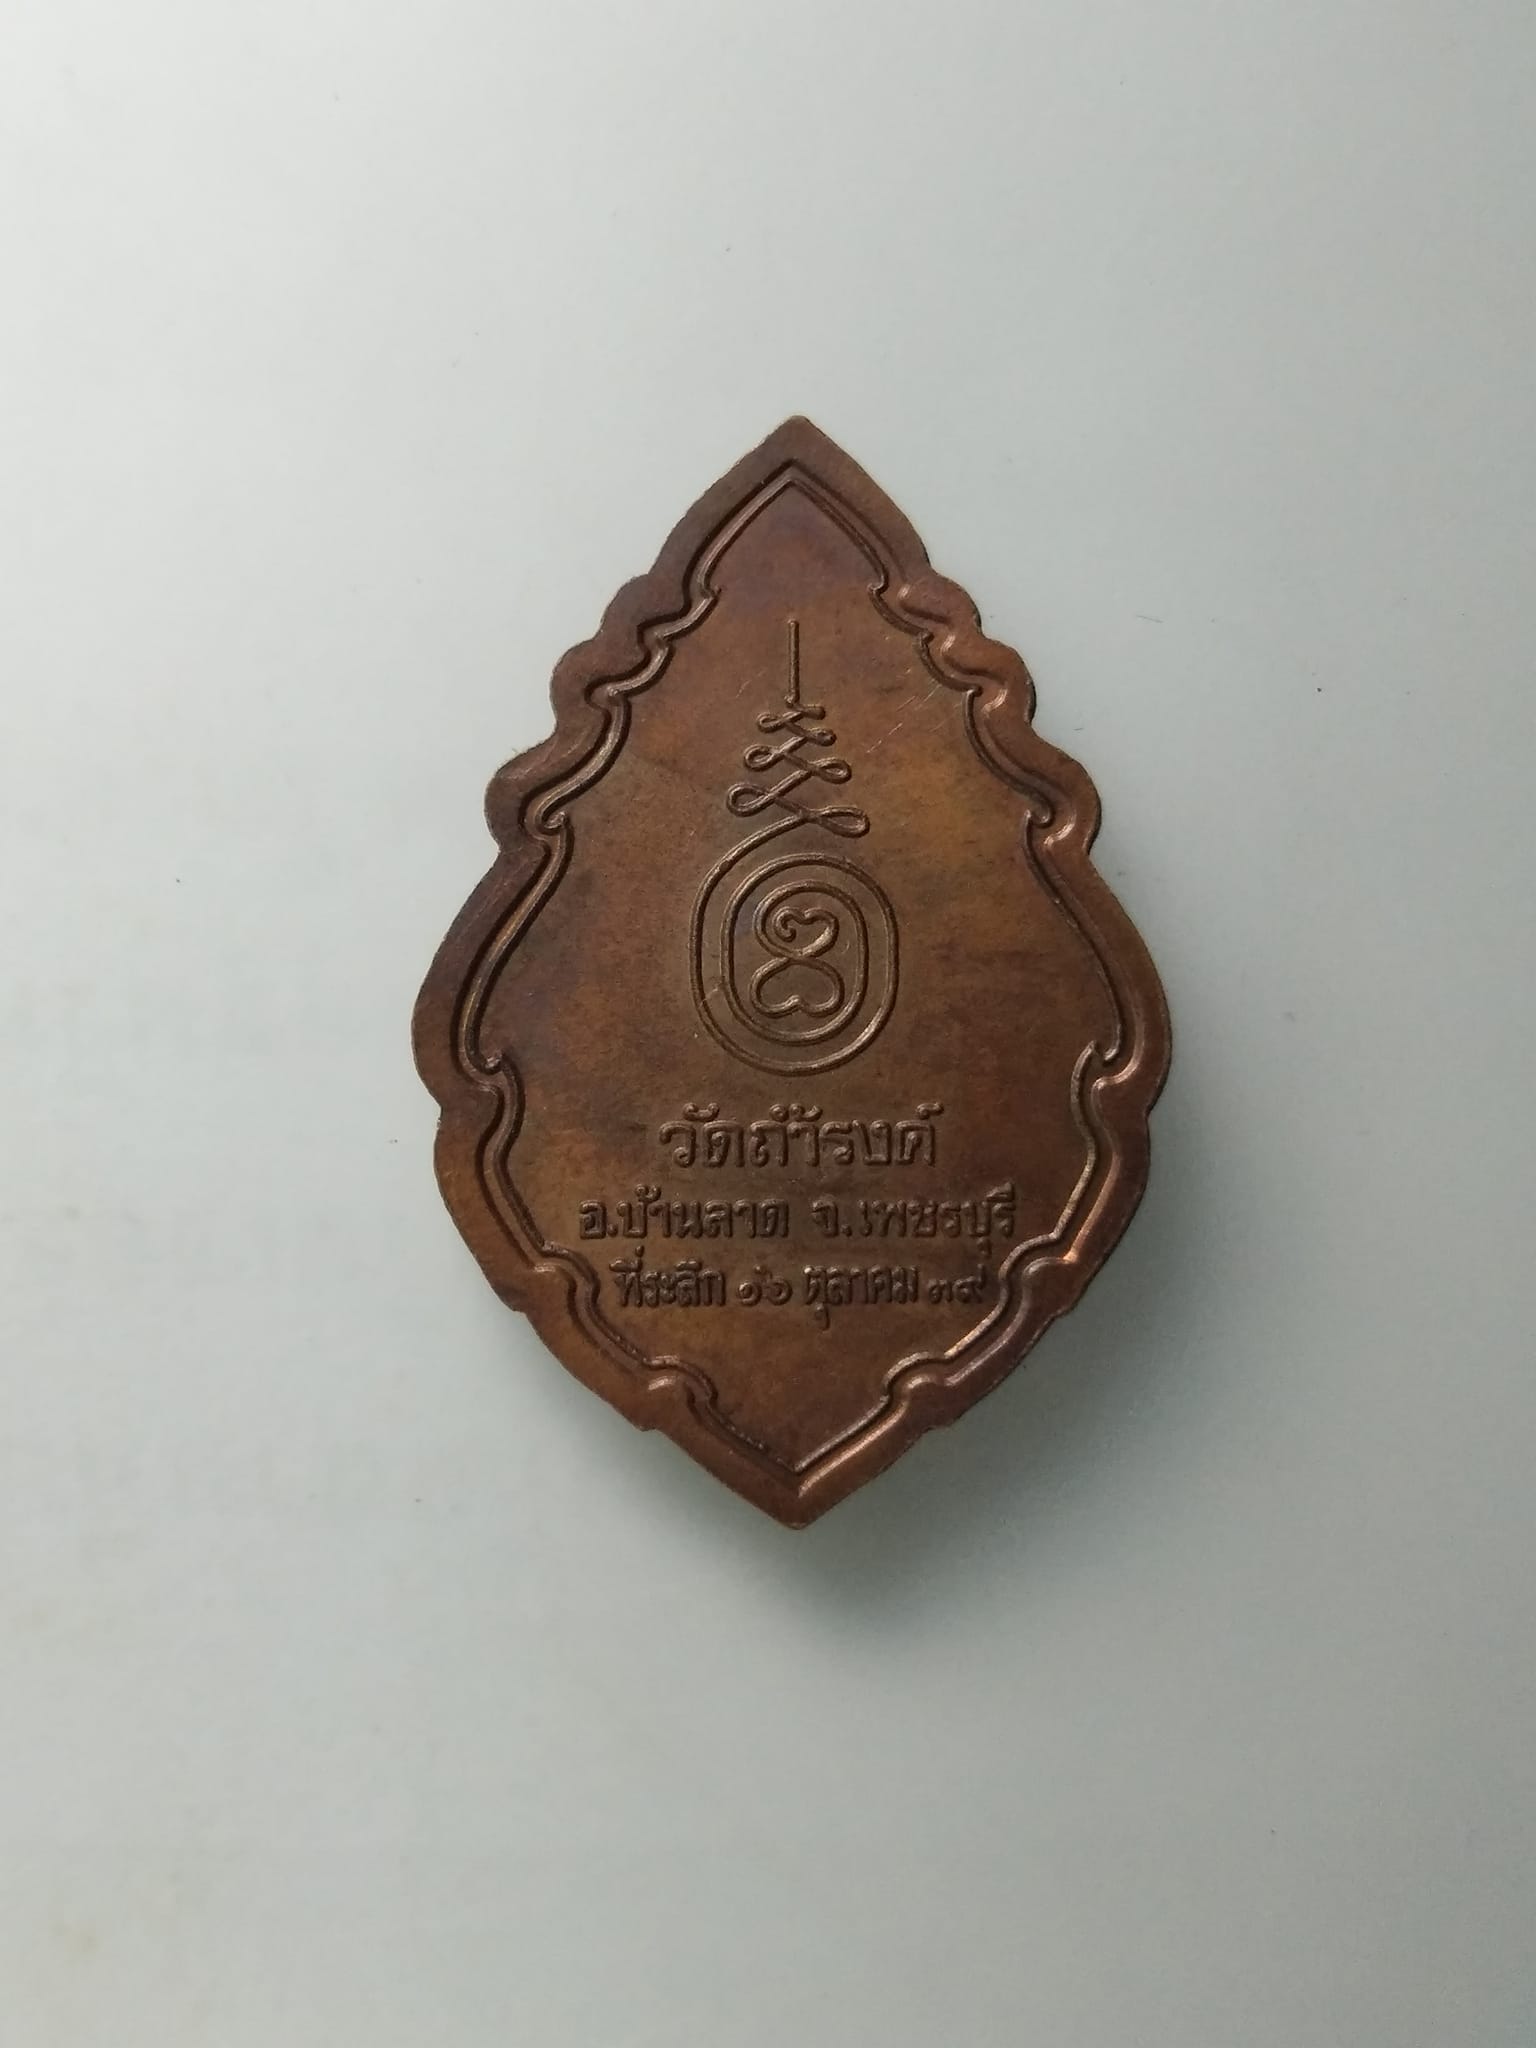 วัดถ้ำรงค์
อ.บ้านลาด จ.เพชรบุรี
ที่ระลึก ๑๖ ตุลาคม ๓๙